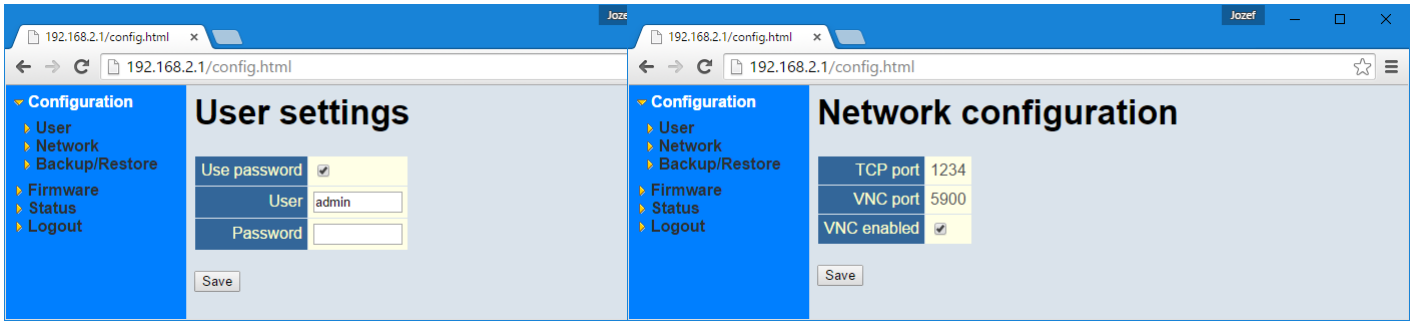 Joze
192.168.2.1/config.html
192.168.2.1/config.html
Configuration
User
Network
Backup/Restore
Firmware
Status
Logout
User settings
Use password
User admin
Password
Save
Jozef
192.168.2.1/config.html
192.168.2.1/config.html
Configuration
User
Network
Backup/Restore
Firmware
Status
Logout
Network configuration
TCP port 1234
VNC port 5900
VNC enabled
Save